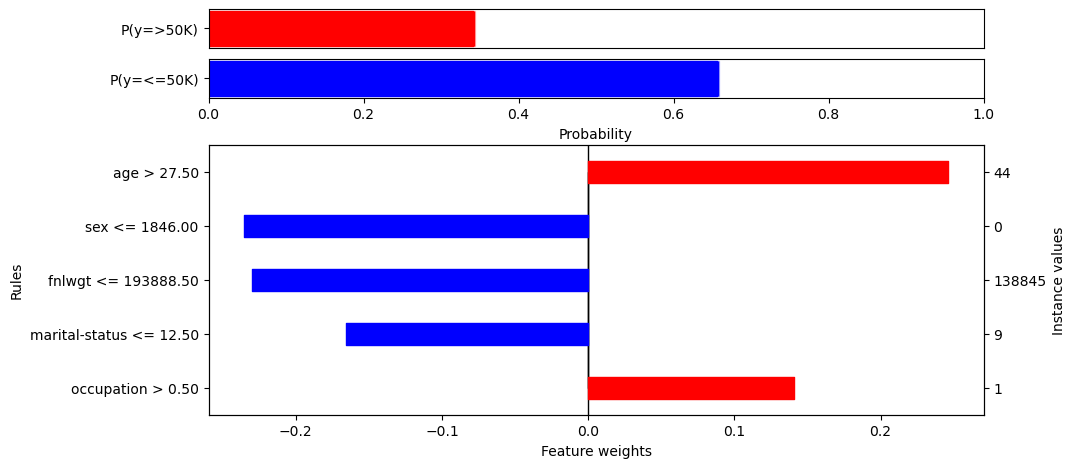 P(y=>50K)
P(y=<=50K)
0.0 0.2 0.4 0.6 0.8 1.0
Probability
age > 27.50 44
sex <= 1846.00 0
fnlwgt <= 193888.50 138845
marital-status <= 12.50 9
occupation > 0.50 1
Rules
Instance values
−0.2 −0.1 0.0 0.1 0.2
Feature weights